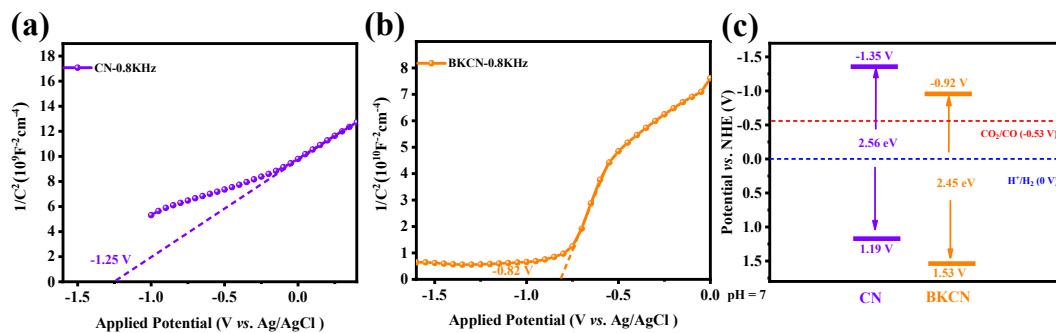 (a)
18
16
14
12
10
8
6
4
2
0
1/C⁻² (10⁹F⁻²cm⁻⁴)
CN-0.8KHz
-1.25 V
-1.5 -1.0 -0.5 0.0
Applied Potential (V vs. Ag/AgCl )
(b)
8
7
6
5
4
3
2
1
0
1/C⁻² (10¹⁰F⁻²cm⁻⁴)
BKCN-0.8KHz
-0.82 V
-1.5 -1.0 -0.5 0.0
Applied Potential (V vs. Ag/AgCl )
(c)
-1.5
-1.0
-0.5
0.0
0.5
1.0
1.5
Potential vs. NHE (V)
-1.35 V
-0.92 V
CO₂/CO (-0.53 V)
2.56 eV
H⁺/H₂ (0 V)
2.45 eV
1.19 V
1.53 V
pH = 7
CN
BKCN